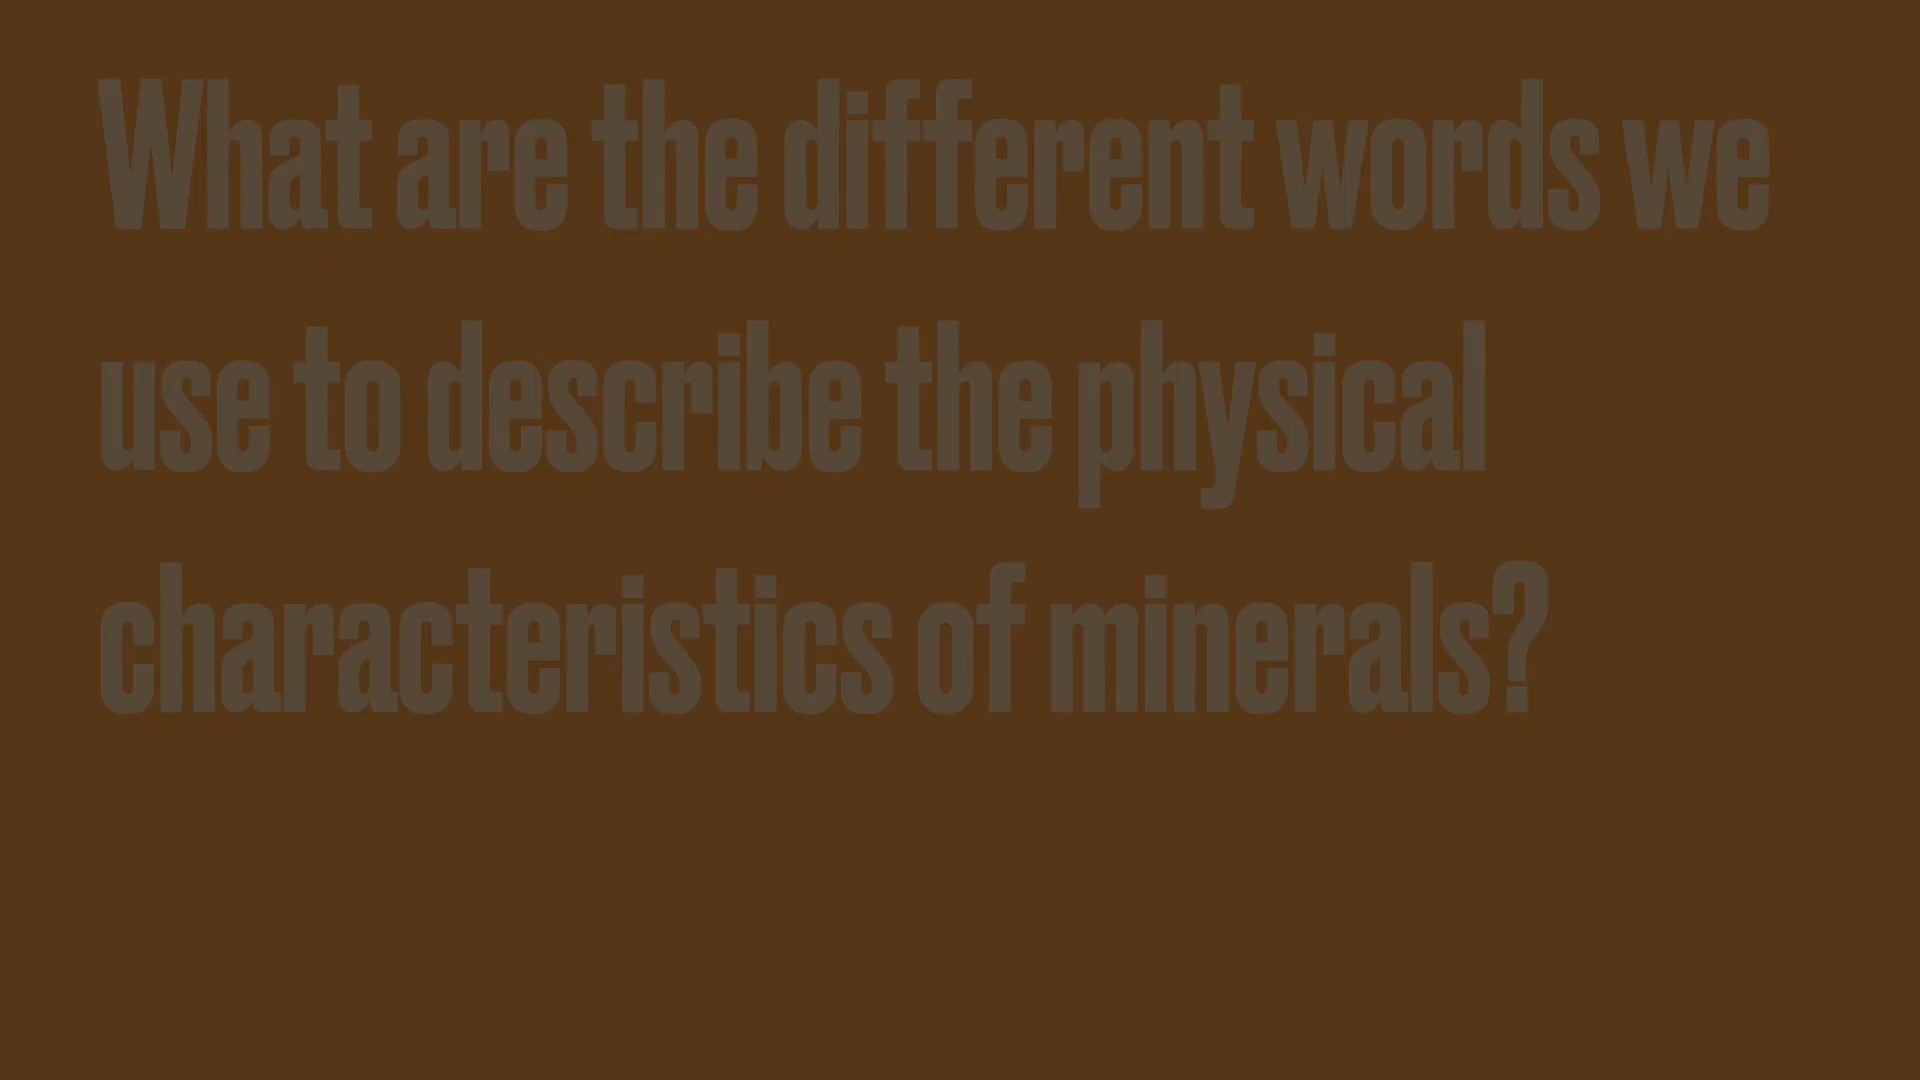 What are the different words we
use to describe the physical
characteristics of minerals?